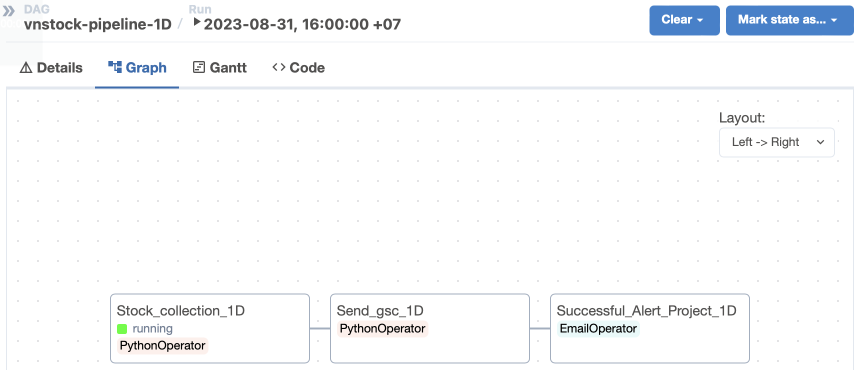 DAG
vnstock-pipeline-1D /
Run
2023-08-31, 16:00:00 +07
Clear
Mark state as...
Details
Graph
Gantt
Code
Layout:
Left -> Right
Stock_collection_1D
running
PythonOperator
Send_gsc_1D
PythonOperator
Successful_Alert_Project_1D
EmailOperator